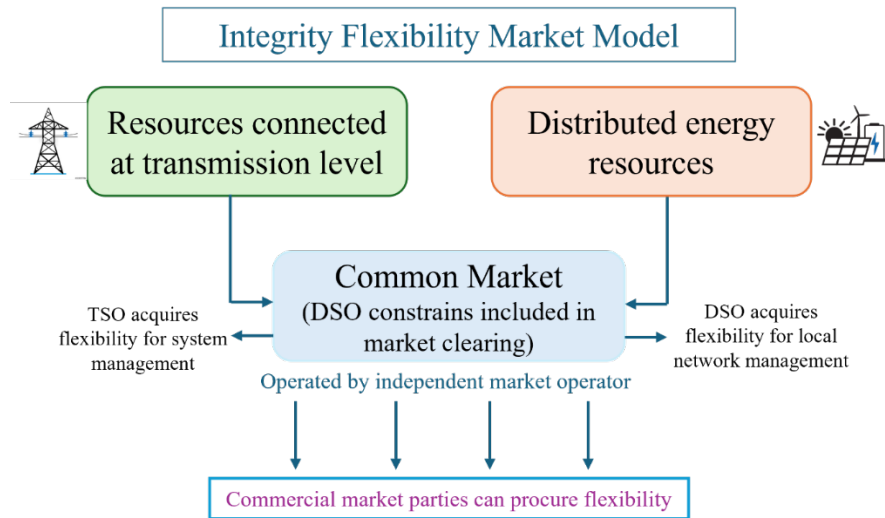 Integrity Flexibility Market Model
Resources connected
at transmission level
Distributed energy
resources
Common Market
(DSO constrains included in
market clearing)
TSO acquires
flexibility for system
management
DSO acquires
flexibility for local
network management
Operated by independent market operator
Commercial market parties can procure flexibility